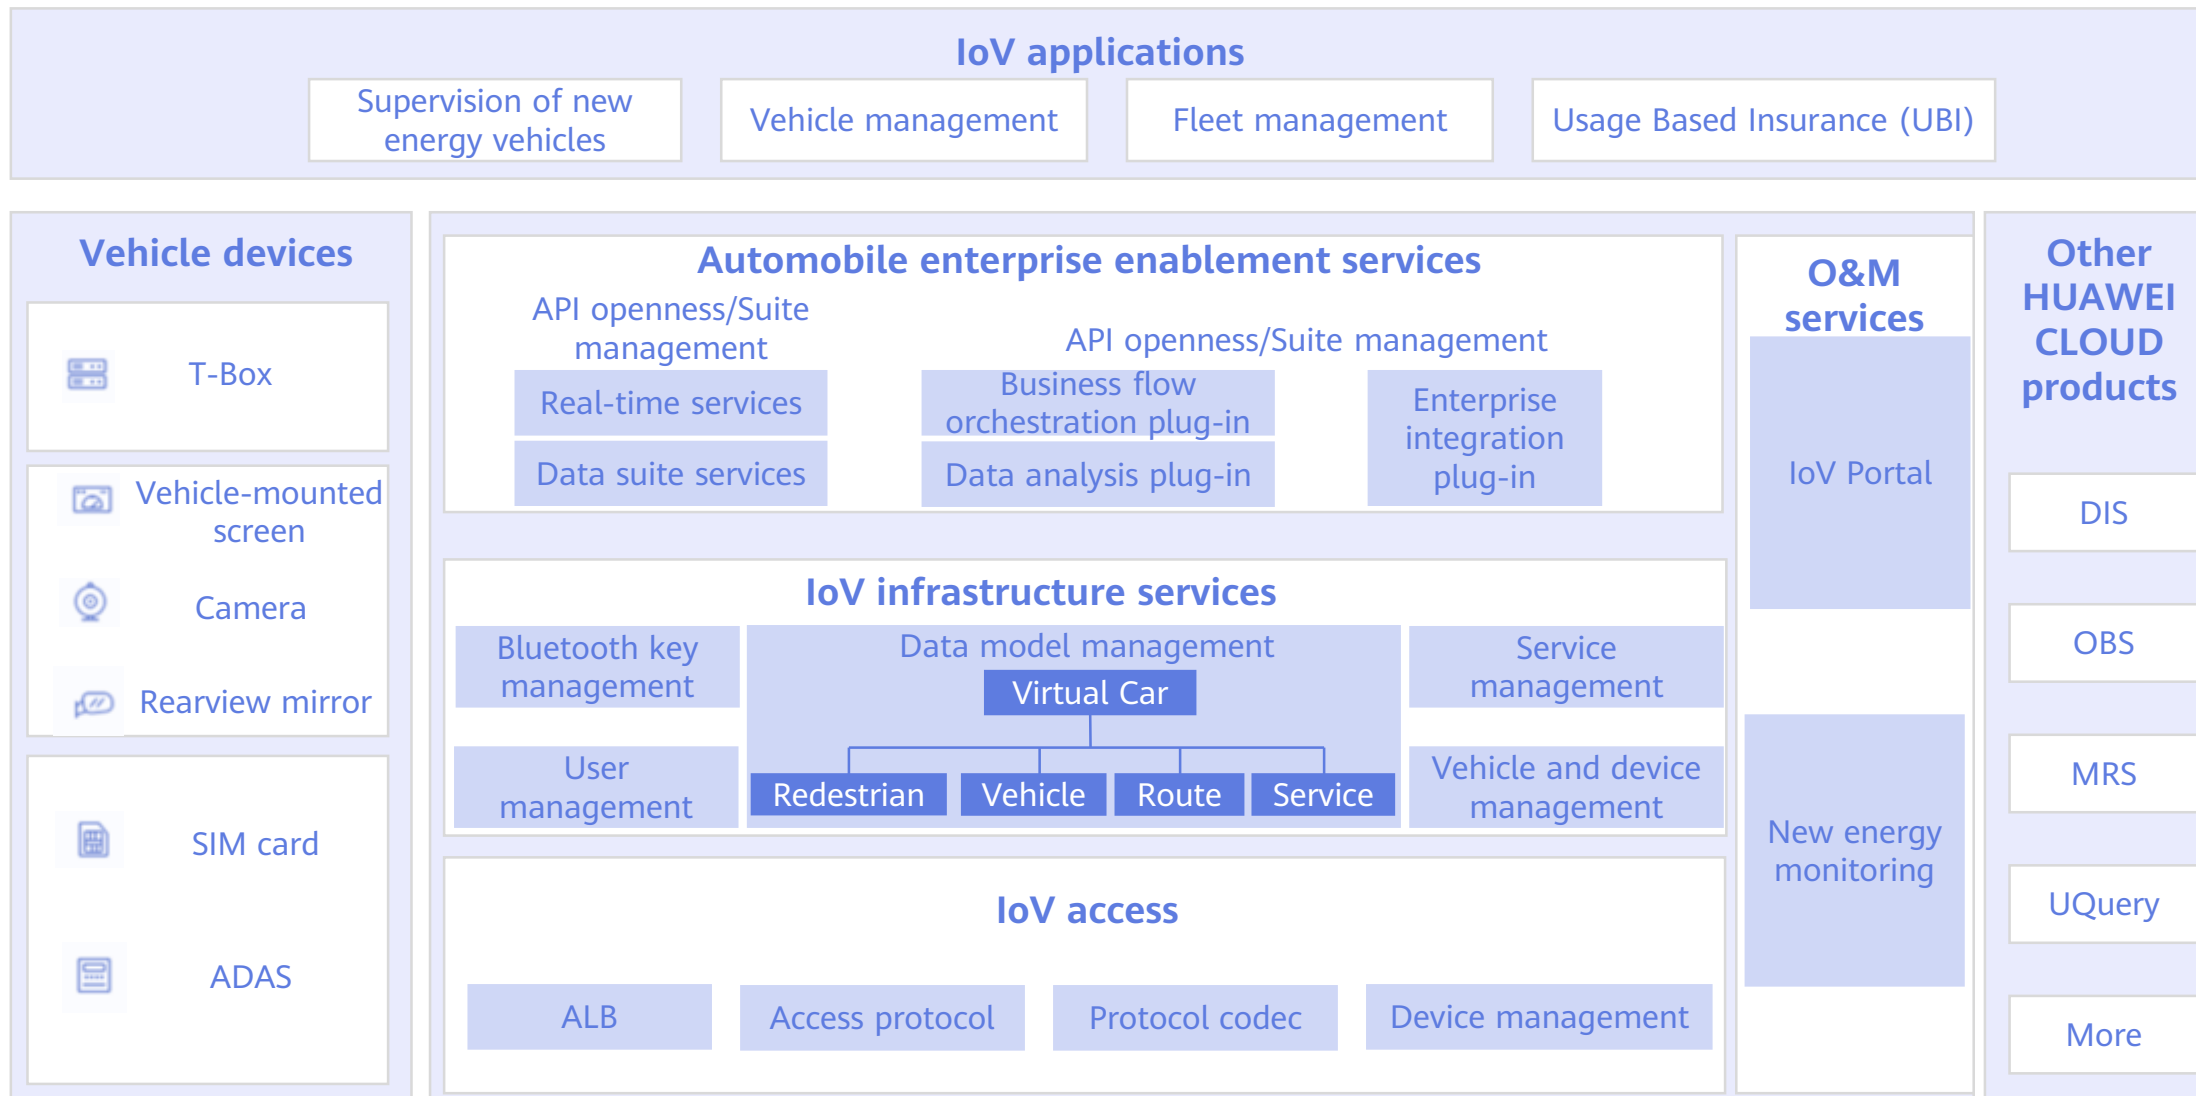 IoV applications
Supervision of new
energy vehicles
Vehicle management
Fleet management
Usage Based Insurance (UBI)
Vehicle devices
T-Box
Vehicle-mounted
screen
Camera
Rearview mirror
SIM card
ADAS
Automobile enterprise enablement services
API openness/Suite
management
Real-time services
Data suite services
API openness/Suite management
Business flow
orchestration plug-in
Data analysis plug-in
Enterprise
integration
plug-in
IoV infrastructure services
Bluetooth key
management
User
management
Data model management
Virtual Car
Redestrian
Vehicle
Route
Service
Service
management
Vehicle and device
management
IoV access
ALB
Access protocol
Protocol codec
Device management
O&M
services
IoV Portal
New energy
monitoring
Other
HUAWEI
CLOUD
products
DIS
OBS
MRS
UQuery
More